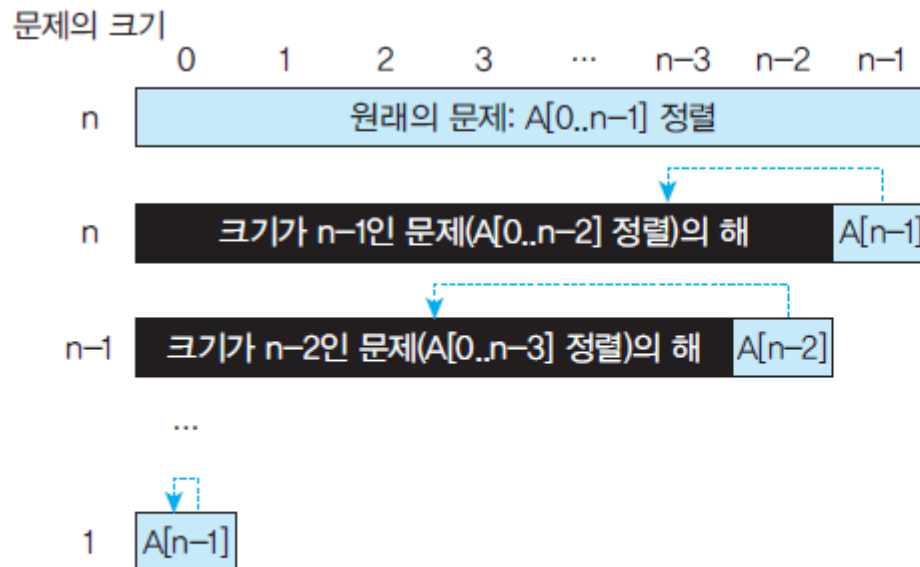 문제의 크기
0 1 2 3 ... n-3 n-2 n-1
n 원래의 문제: A[0..n-1] 정렬
n 크기가 n-1인 문제(A[0..n-2] 정렬)의 해 A[n-1]
n-1 크기가 n-2인 문제(A[0..n-3] 정렬)의 해 A[n-2]
...
1 A[n-1]